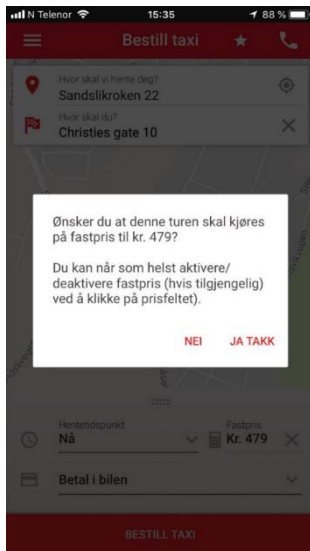 N Telenor 15:35 88 %
Bestill taxi
Hvor skal vi hente deg?
Sandslikroken 22
Hvor skal du?
Christies gate 10
Ønsker du at denne turen skal kjøres
på fastpris til kr. 479?
Du kan når som helst aktivere/
deaktivere fastpris (hvis tilgjengelig)
ved å klikke på prisfeltet).
NEI JA TAKK
Hentetidspunkt Fastpris
Nå Kr. 479
Betal i bilen
BESTILL TAXI